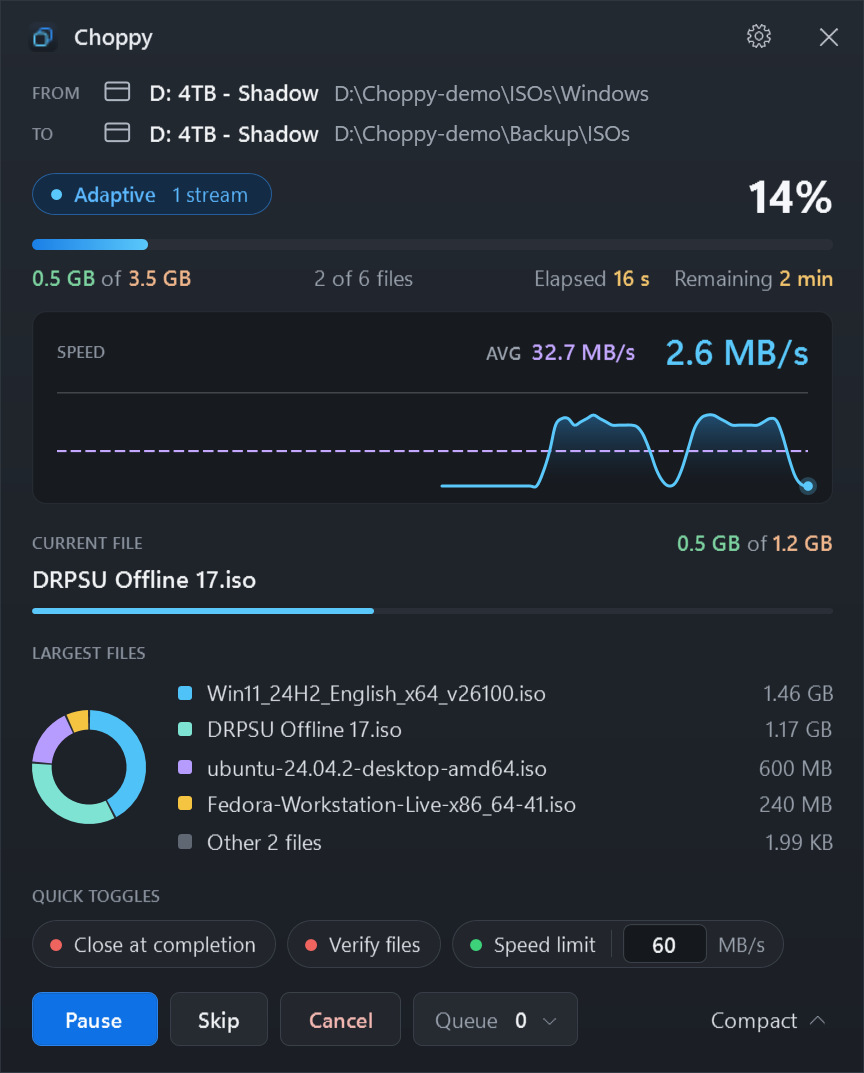 Choppy
FROM D: 4TB - Shadow D:\Choppy-demo\ISOs\Windows
TO D: 4TB - Shadow D:\Choppy-demo\Backup\ISOs
Adaptive 1 stream 14%
0.5 GB of 3.5 GB 2 of 6 files Elapsed 16 s Remaining 2 min
SPEED AVG 32.7 MB/s 2.6 MB/s
CURRENT FILE 0.5 GB of 1.2 GB
DRPSU Offline 17.iso
LARGEST FILES
Win11_24H2_English_x64_v26100.iso 1.46 GB
DRPSU Offline 17.iso 1.17 GB
ubuntu-24.04.2-desktop-amd64.iso 600 MB
Fedora-Workstation-Live-x86_64-41.iso 240 MB
Other 2 files 1.99 KB
QUICK TOGGLES
Close at completion Verify files Speed limit 60 MB/s
Pause Skip Cancel Queue 0 Compact